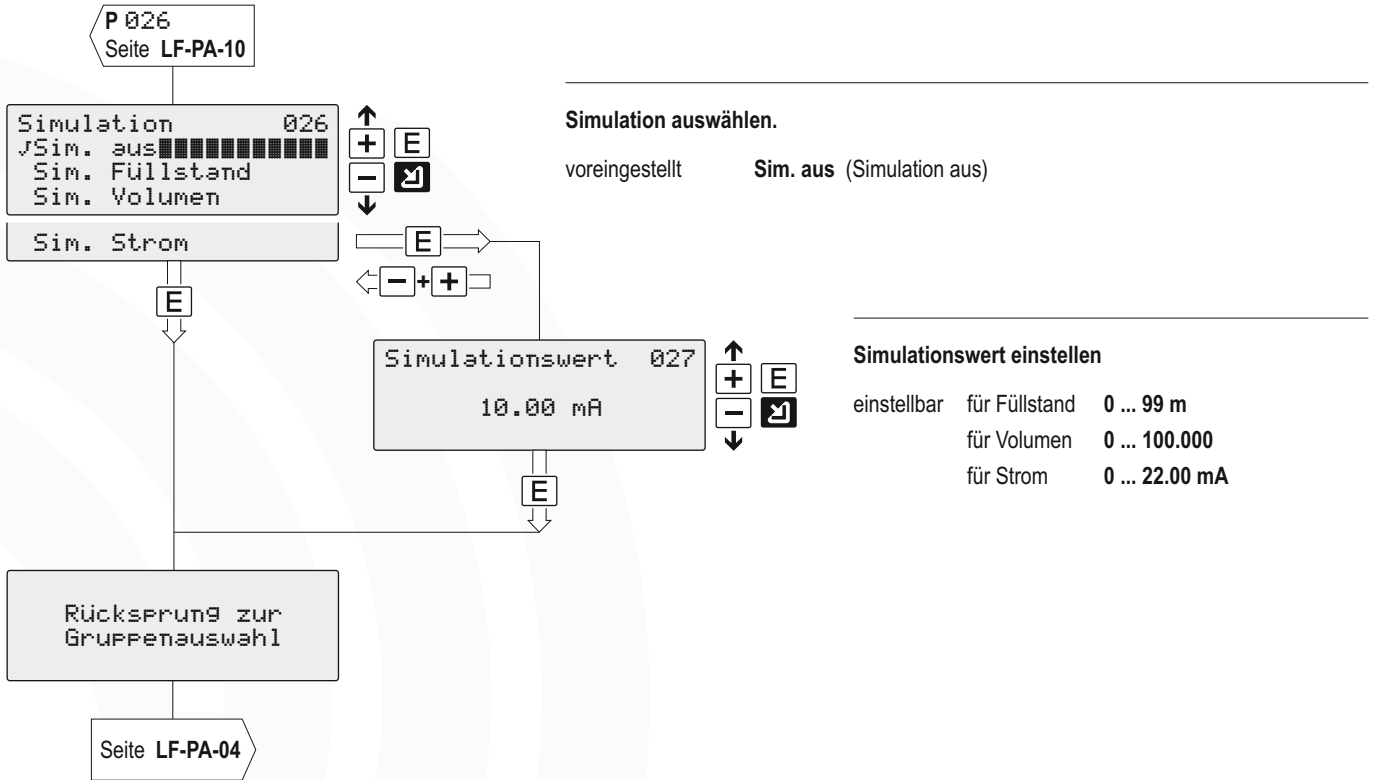 P 026
Seite LF-PA-10
Simulation 026
✓Sim. aus
Sim. Füllstand
Sim. Volumen
Sim. Strom
+ E
–
E
– + +
E
Simulation auswählen.
voreingestellt Sim. aus (Simulation aus)
Simulationswert 027
10.00 mA
+ E
–
E
Simulationswert einstellen
einstellbar für Füllstand 0 ... 99 m
für Volumen 0 ... 100.000
für Strom 0 ... 22.00 mA
Rücksprung zur
Gruppenauswahl
Seite LF-PA-04